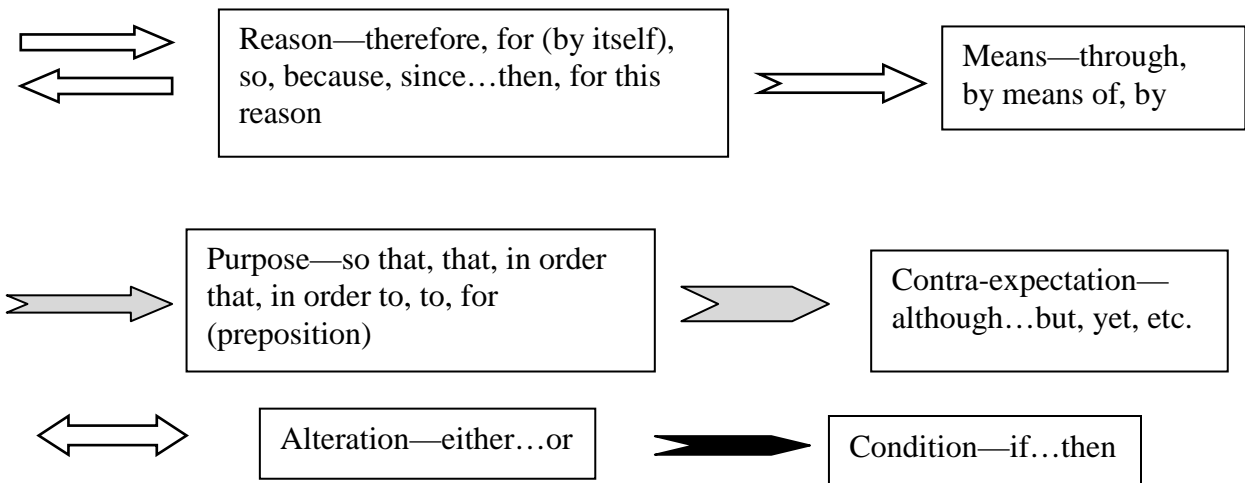 Reason—therefore, for (by itself),
so, because, since…then, for this
reason
Means—through,
by means of, by
Purpose—so that, that, in order
that, in order to, to, for
(preposition)
Contra-expectation—
although…but, yet, etc.
Alteration—either…or
Condition—if…then